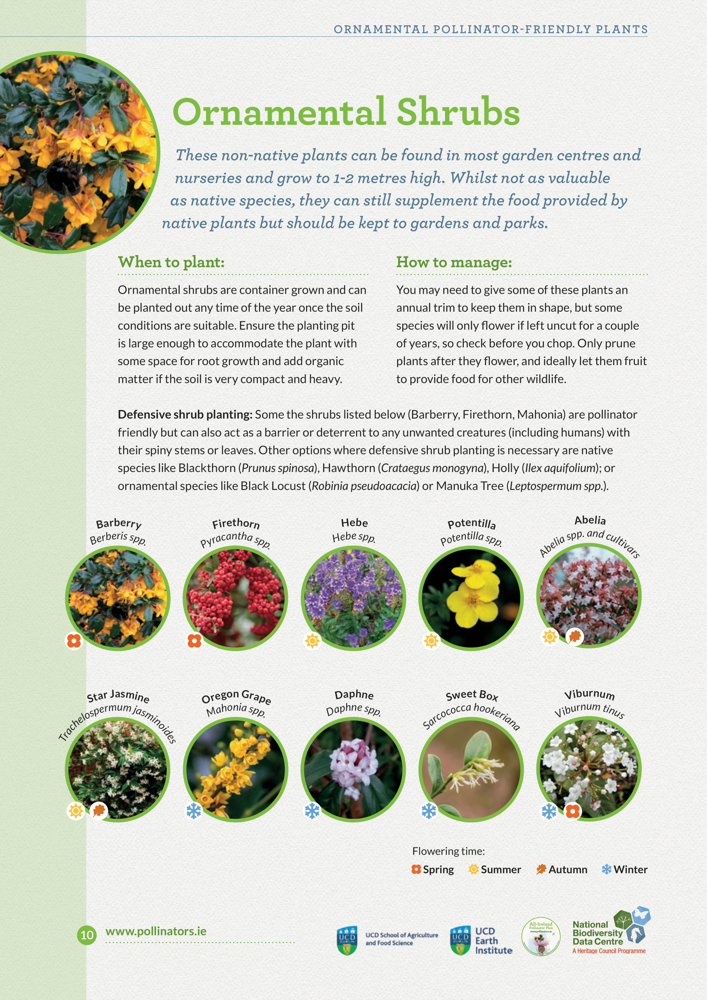 ORNAMENTAL POLLINATOR-FRIENDLY PLANTS
Ornamental Shrubs
These non-native plants can be found in most garden centres and
nurseries and grow to 1-2 metres high. Whilst not as valuable
as native species, they can still supplement the food provided by
native plants but should be kept to gardens and parks.
When to plant:
Ornamental shrubs are container grown and can
be planted out any time of the year once the soil
conditions are suitable. Ensure the planting pit
is large enough to accommodate the plant with
some space for root growth and add organic
matter if the soil is very compact and heavy.
How to manage:
You may need to give some of these plants an
annual trim to keep them in shape, but some
species will only flower if left uncut for a couple
of years, so check before you chop. Only prune
plants after they flower, and ideally let them fruit
to provide food for other wildlife.
Defensive shrub planting: Some the shrubs listed below (Barberry, Firethorn, Mahonia) are pollinator
friendly but can also act as a barrier or deterrent to any unwanted creatures (including humans) with
their spiny stems or leaves. Other options where defensive shrub planting is necessary are native
species like Blackthorn (Prunus spinosa), Hawthorn (Crataegus monogyna), Holly (Ilex aquifolium); or
ornamental species like Black Locust (Robinia pseudoacacia) or Manuka Tree (Leptospermum spp.).
Barberry
Berberis spp.
Firethorn
Pyracantha spp.
Hebe
Hebe spp.
Potentilla
Potentilla spp.
Abelia
Abelia spp. and cultivars
Star Jasmine
Trachelospermum jasminoides
Oregon Grape
Mahonia spp.
Daphne
Daphne spp.
Sweet Box
Sarcococca hookeriana
Viburnum
Viburnum tinus
Flowering time:
Spring Summer Autumn Winter
10
www.pollinators.ie
UCD
DUBLIN
UCD School of Agriculture
and Food Science
UCD
DUBLIN
UCD
Earth
Institute
All-Ireland
Pollinator Plan
www.pollinators.ie
National
Biodiversity
Data Centre
A Heritage Council Programme